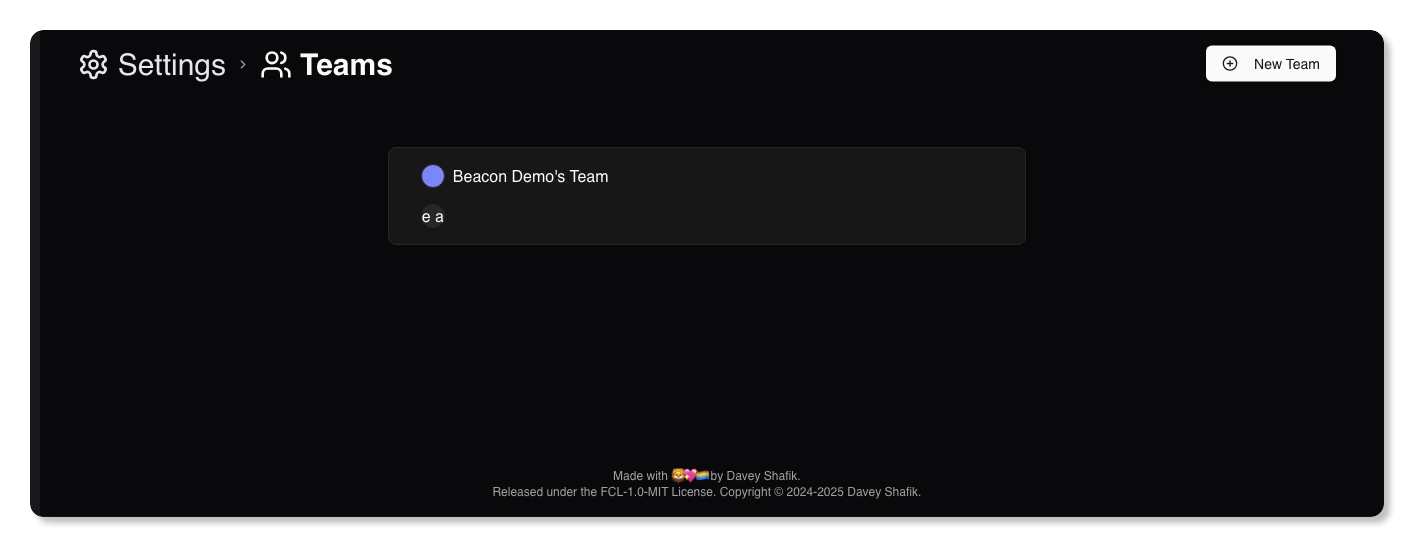 Settings > Teams
New Team
Beacon Demo's Team
e a
Made with 🦁💖🏳️‍🌈 by Davey Shafik.
Released under the FCL-1.0-MIT License. Copyright © 2024-2025 Davey Shafik.